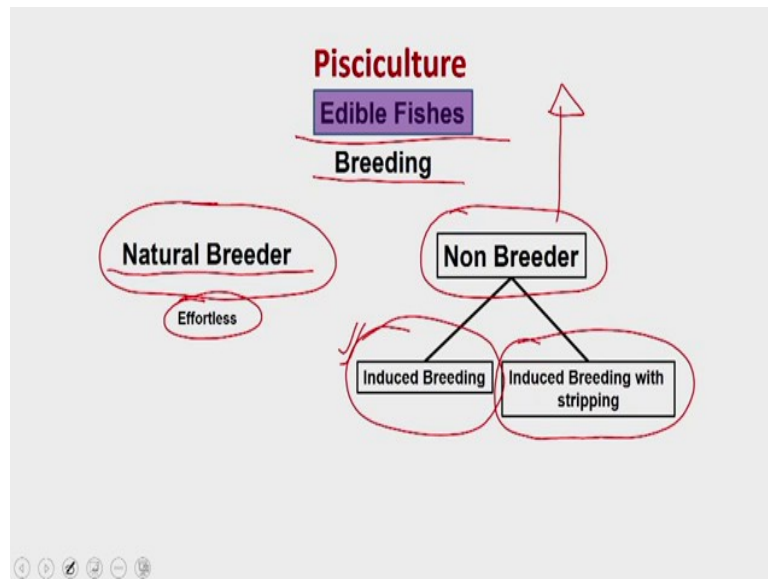 Pisciculture
Edible Fishes
Breeding
Natural Breeder
Effortless
Non Breeder
Induced Breeding
Induced Breeding with
stripping